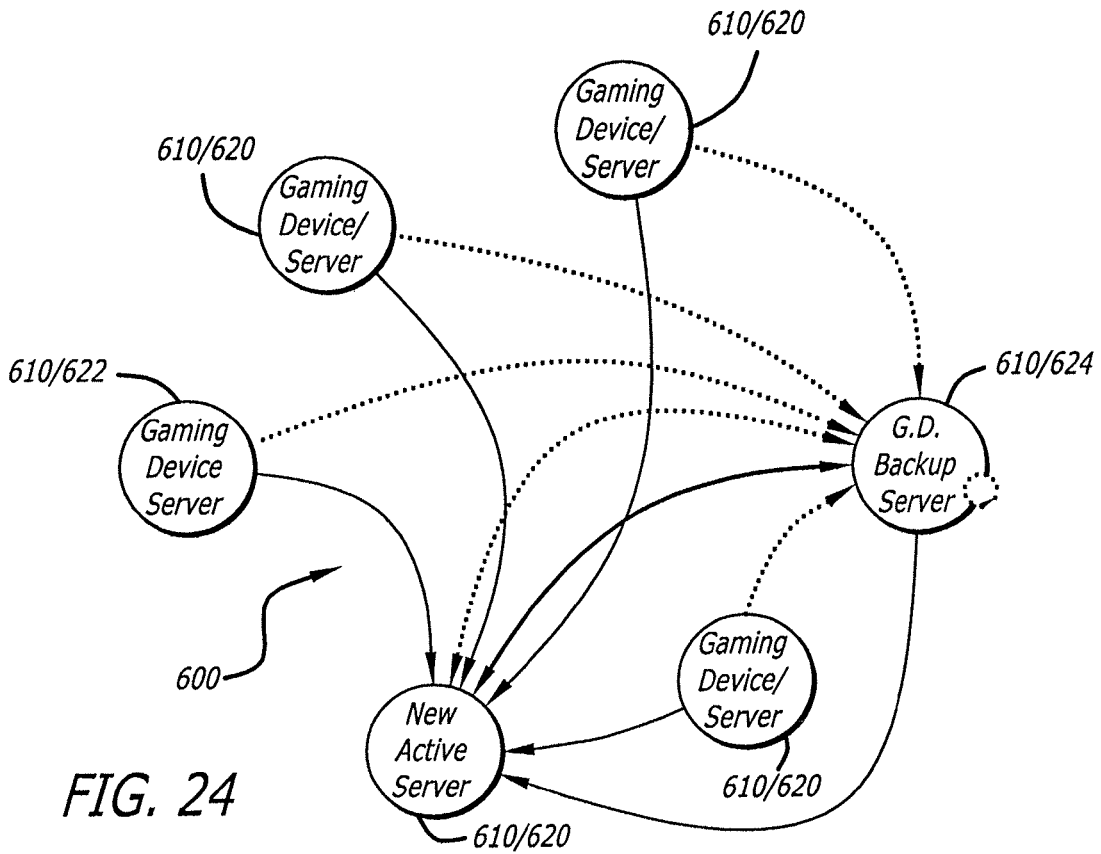 610/620
Gaming
Device/
Server
610/620
Gaming
Device/
Server
610/622
Gaming
Device
Server
610/624
G.D.
Backup
Server
600
Gaming
Device/
Server
610/620
New
Active
Server
610/620
FIG. 24